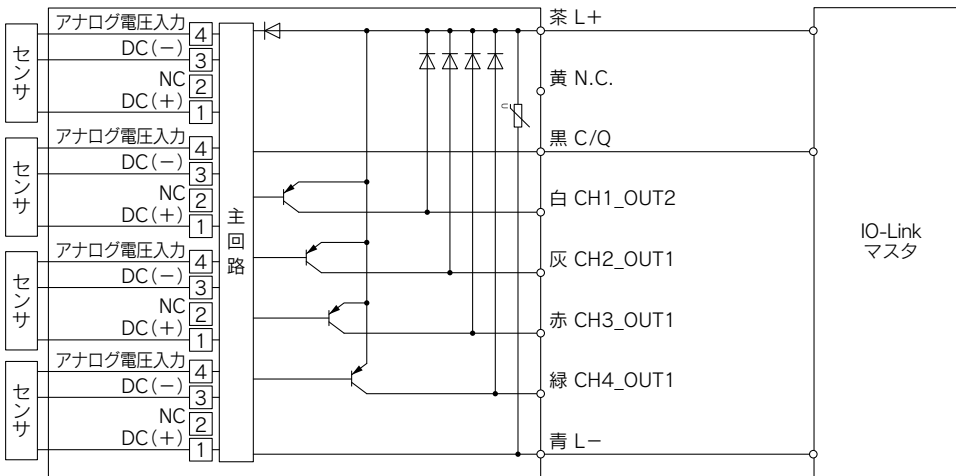 センサ
アナログ電圧入力 4
DC(−) 3
NC 2
DC(+) 1
センサ
アナログ電圧入力 4
DC(−) 3
NC 2
DC(+) 1
センサ
アナログ電圧入力 4
DC(−) 3
NC 2
DC(+) 1
センサ
アナログ電圧入力 4
DC(−) 3
NC 2
DC(+) 1
主回路
U
茶 L+
黄 N.C.
黒 C/Q
白 CH1_OUT2
灰 CH2_OUT1
赤 CH3_OUT1
緑 CH4_OUT1
青 L−
IO-Link
マスタ